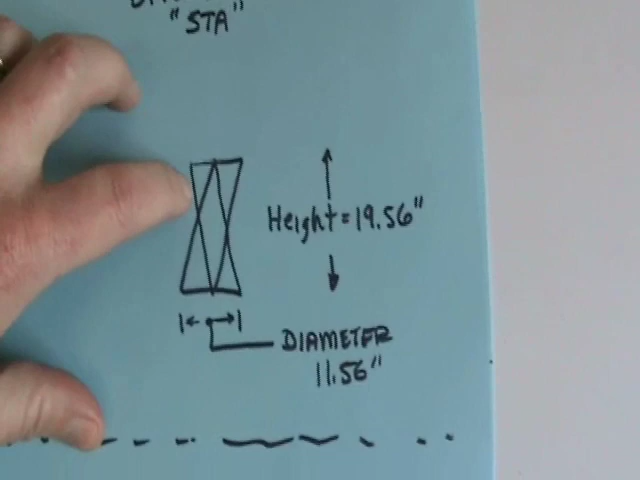 "STA"
Height = 19.56"
DIAMETER
11.56"